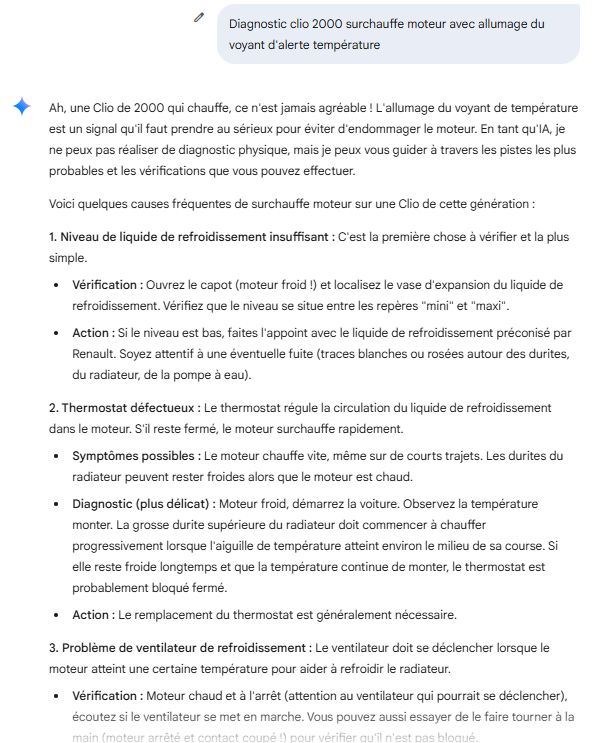 Diagnostic clio 2000 surchauffe moteur avec allumage du
voyant d'alerte température
Ah, une Clio de 2000 qui chauffe, ce n'est jamais agréable ! L'allumage du voyant de température
est un signal qu'il faut prendre au sérieux pour éviter d'endommager le moteur. En tant qu'IA, je
ne peux pas réaliser de diagnostic physique, mais je peux vous guider à travers les pistes les plus
probables et les vérifications que vous pouvez effectuer.
Voici quelques causes fréquentes de surchauffe moteur sur une Clio de cette génération :
1. Niveau de liquide de refroidissement insuffisant : C'est la première chose à vérifier et la plus
simple.
• Vérification : Ouvrez le capot (moteur froid !) et localisez le vase d'expansion du liquide de
refroidissement. Vérifiez que le niveau se situe entre les repères "mini" et "maxi".
• Action : Si le niveau est bas, faites l'appoint avec le liquide de refroidissement préconisé par
Renault. Soyez attentif à une éventuelle fuite (traces blanches ou rosées autour des durites,
du radiateur, de la pompe à eau).
2. Thermostat défectueux : Le thermostat régule la circulation du liquide de refroidissement
dans le moteur. S'il reste fermé, le moteur surchauffe rapidement.
• Symptômes possibles : Le moteur chauffe vite, même sur de courts trajets. Les durites du
radiateur peuvent rester froides alors que le moteur est chaud.
• Diagnostic (plus délicat) : Moteur froid, démarrez la voiture. Observez la température
monter. La grosse durite supérieure du radiateur doit commencer à chauffer
progressivement lorsque l'aiguille de température atteint environ le milieu de sa course. Si
elle reste froide longtemps et que la température continue de monter, le thermostat est
probablement bloqué fermé.
• Action : Le remplacement du thermostat est généralement nécessaire.
3. Problème de ventilateur de refroidissement : Le ventilateur doit se déclencher lorsque le
moteur atteint une certaine température pour aider à refroidir le radiateur.
• Vérification : Moteur chaud et à l'arrêt (attention au ventilateur qui pourrait se déclencher),
écoutez si le ventilateur se met en marche. Vous pouvez aussi essayer de le faire tourner à la
main (moteur arrêté et contact coupé !) pour vérifier qu'il n'est pas bloqué.